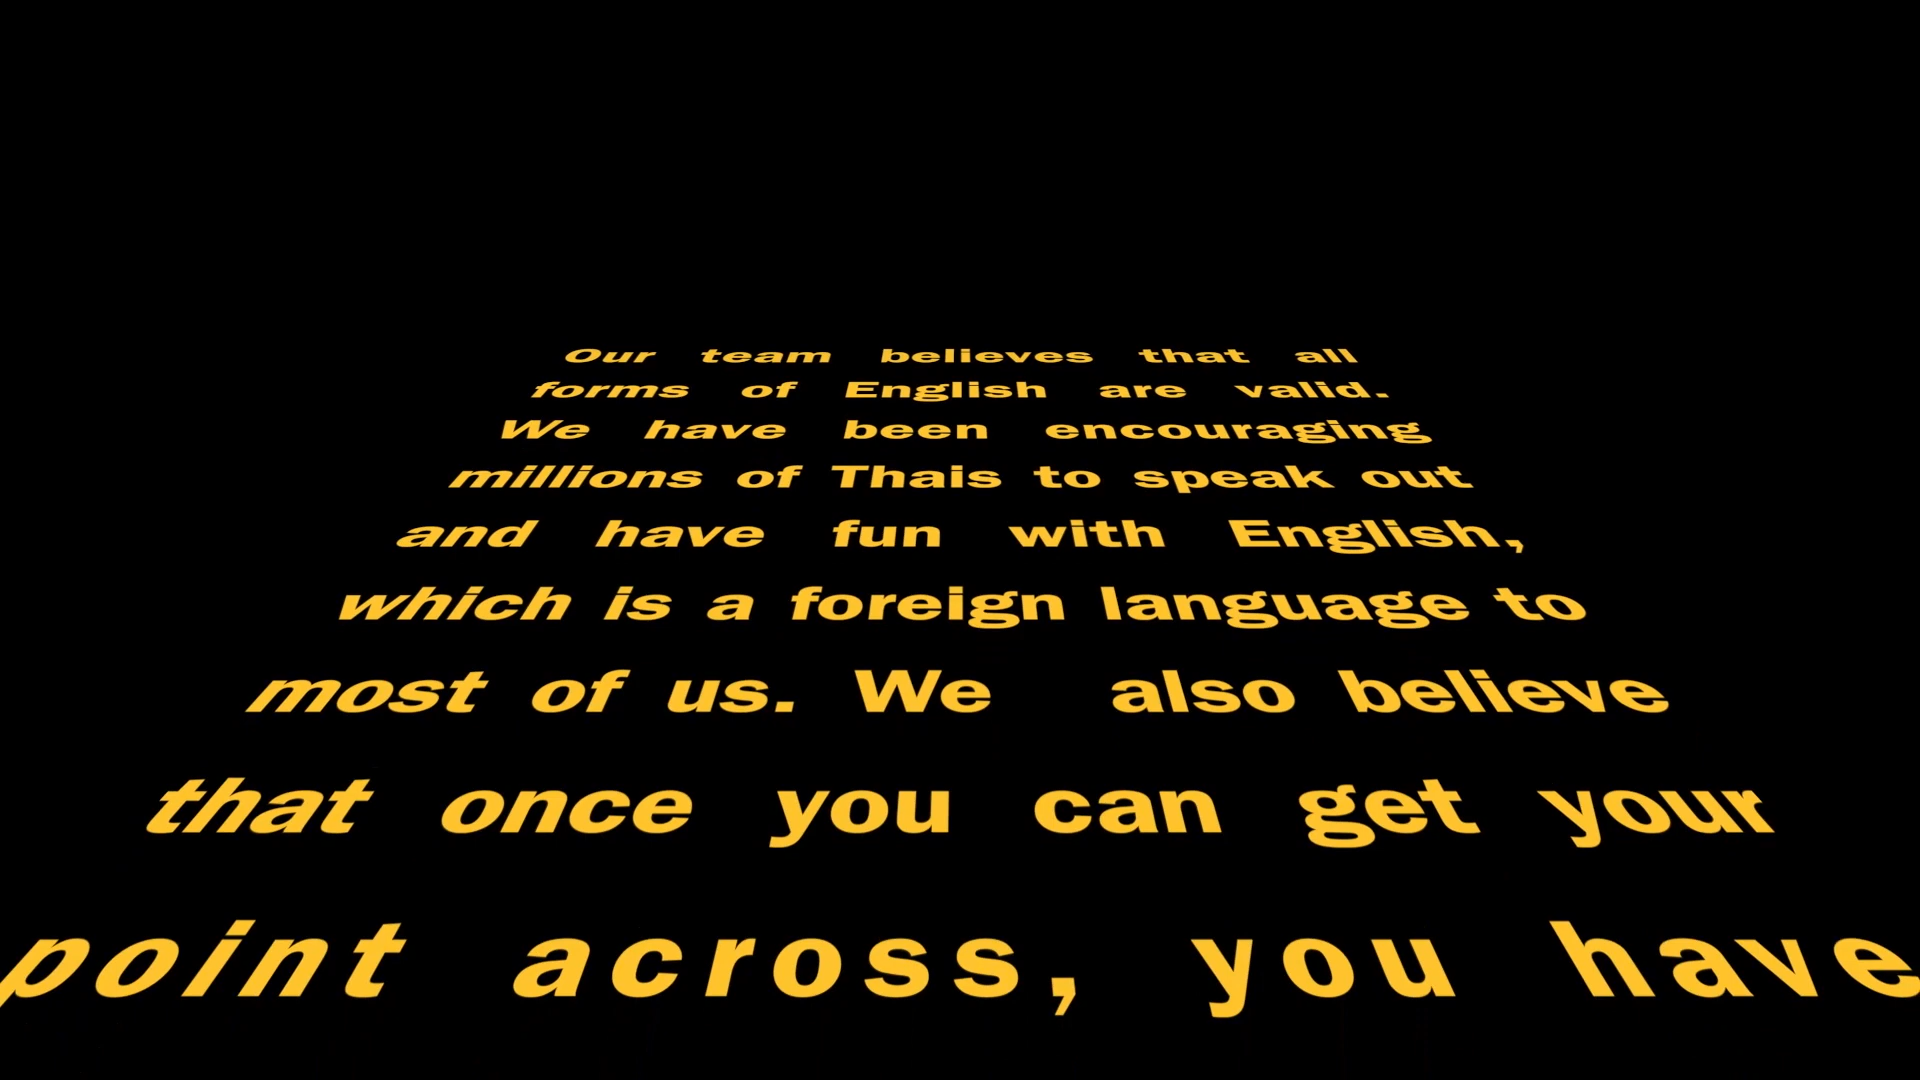 Our team believes that all
forms of English are valid.
We have been encouraging
millions of Thais to speak out
and have fun with English,
which is a foreign language to
most of us. We also believe
that once you can get your
point across, you have